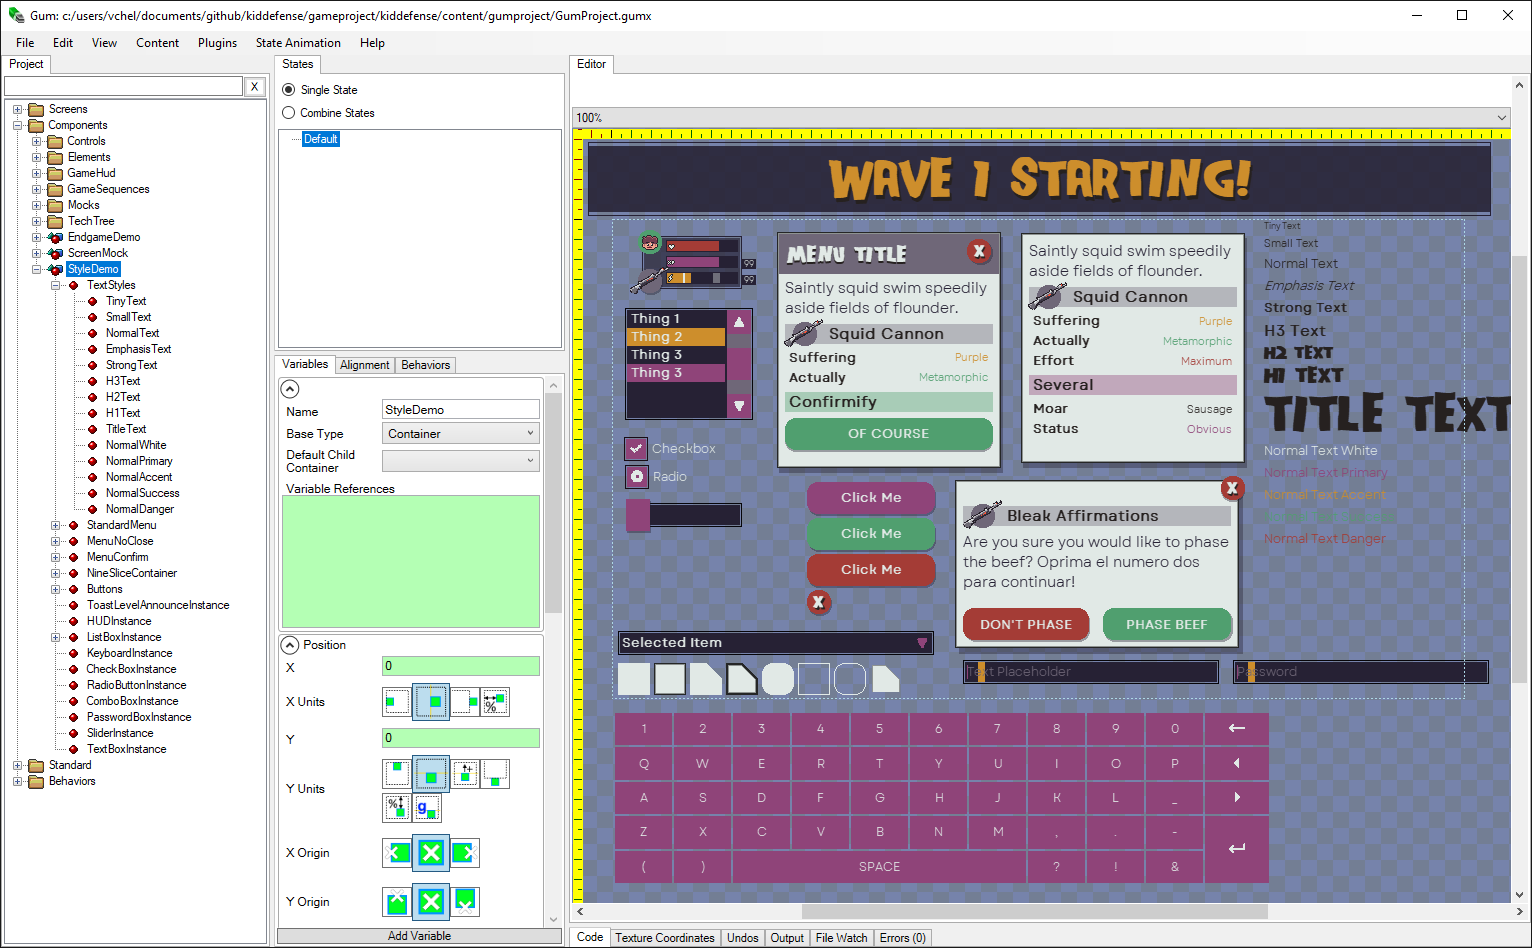 Gum: c:/users/vchel/documents/github/kiddefense/gameproject/kiddefense/content/gumproject/GumProject.gumx
File Edit View Content Plugins State Animation Help
Project
X
Screens
Components
Controls
Elements
GameHud
GameSequences
Mocks
TechTree
EndgameDemo
ScreenMock
StyleDemo
TextStyles
TinyText
SmallText
NormalText
EmphasisText
StrongText
H3Text
H2Text
H1Text
TitleText
NormalWhite
NormalPrimary
NormalAccent
NormalSuccess
NormalDanger
StandardMenu
MenuNoClose
MenuConfirm
NineSliceContainer
Buttons
ToastLevelAnnounceInstance
HUDInstance
ListBoxInstance
KeyboardInstance
CheckBoxInstance
RadioButtonInstance
ComboBoxInstance
PasswordBoxInstance
SliderInstance
TextBoxInstance
Standard
Behaviors
States
Single State
Combine States
Default
Variables Alignment Behaviors
Name StyleDemo
Base Type Container
Default Child
Container
Variable References
Position
X 0
X Units
Y 0
Y Units
X Origin
Y Origin
Add Variable
Editor
100%
WAVE 1 STARTING!
99
99
Thing 1
Thing 2
Thing 3
Thing 3
Checkbox
Radio
MENU TITLE X
Saintly squid swim speedily
aside fields of flounder.
Squid Cannon
Suffering Purple
Actually Metamorphic
Confirmify
OF COURSE
Saintly squid swim speedily
aside fields of flounder.
Squid Cannon
Suffering Purple
Actually Metamorphic
Effort Maximum
Several
Moar Sausage
Status Obvious
Tiny Text
Small Text
Normal Text
Emphasis Text
Strong Text
H3 Text
H2 TEXT
H1 TEXT
TITLE TEXT
Normal Text White
Normal Text Primary
Normal Text Accent
Normal Text Danger
Click Me
Click Me
Click Me
X
X
Bleak Affirmations
Are you sure you would like to phase
the beef? Oprima el numero dos
para continuar!
DON'T PHASE PHASE BEEF
Selected Item
Text Placeholder Password
1 2 3 4 5 6 7 8 9 0
Q W E R T Y U I O P
A S D F G H J K L _
Z X C V B N M , . -
( ) SPACE ? ! &
Code Texture Coordinates Undos Output File Watch Errors (0)